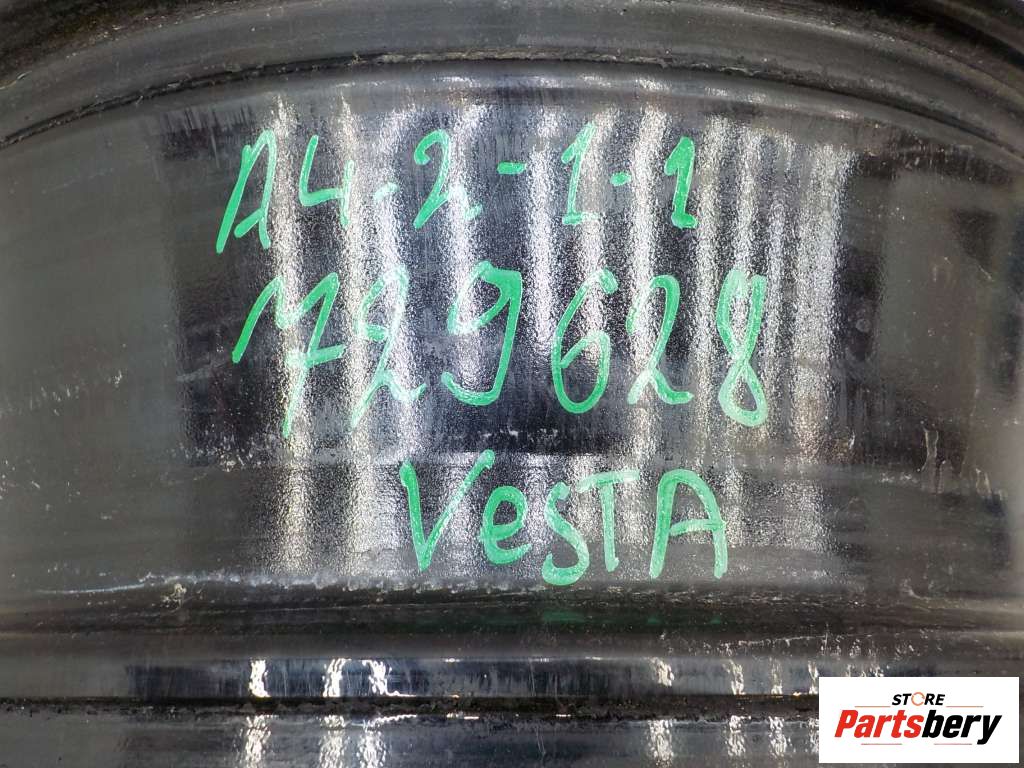 A4-2-1-1
729628
VesTA
STORE
Partsbery